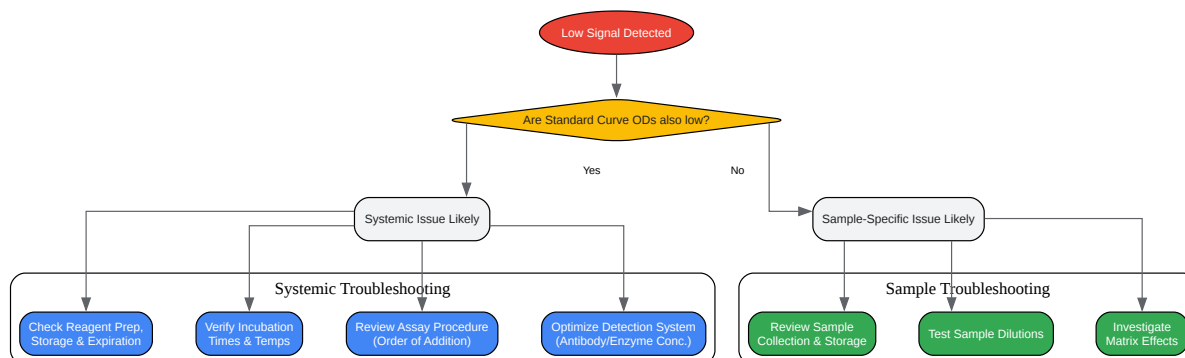 Low Signal Detected
Are Standard Curve ODs also low?
Yes
No
Systemic Issue Likely
Sample-Specific Issue Likely
Systemic Troubleshooting
Sample Troubleshooting
Check Reagent Prep,
Storage & Expiration
Verify Incubation
Times & Temps
Review Assay Procedure
(Order of Addition)
Optimize Detection System
(Antibody/Enzyme Conc.)
Review Sample
Collection & Storage
Test Sample Dilutions
Investigate
Matrix Effects